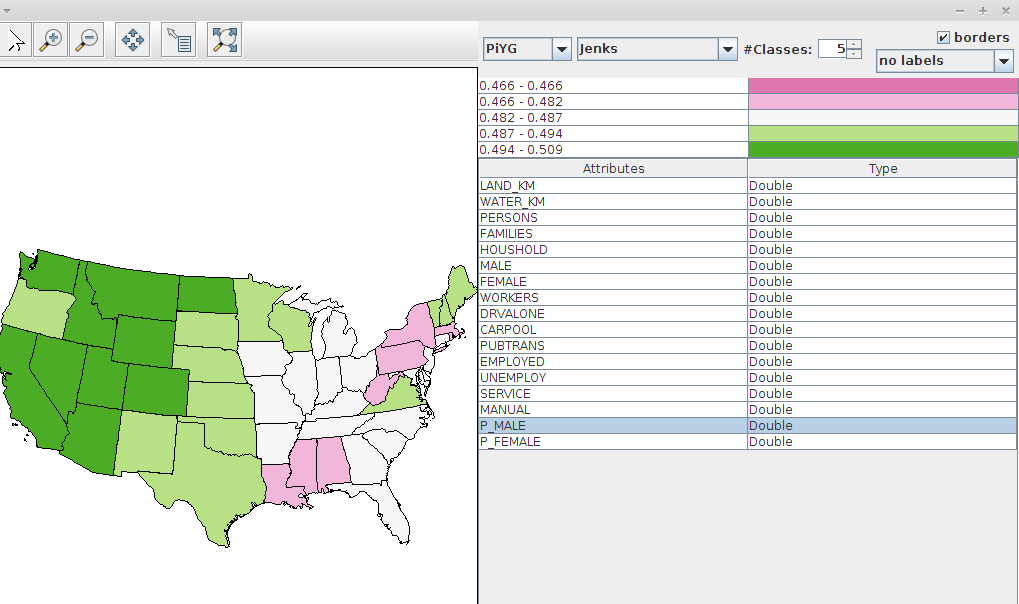 PiYG Jenks #Classes: 5 borders
no labels
0.466 - 0.466
0.466 - 0.482
0.482 - 0.487
0.487 - 0.494
0.494 - 0.509
Attributes Type
LAND_KM Double
WATER_KM Double
PERSONS Double
FAMILIES Double
HOUSHOLD Double
MALE Double
FEMALE Double
WORKERS Double
DRVALONE Double
CARPOOL Double
PUBTRANS Double
EMPLOYED Double
UNEMPLOY Double
SERVICE Double
MANUAL Double
P_MALE Double
P_FEMALE Double